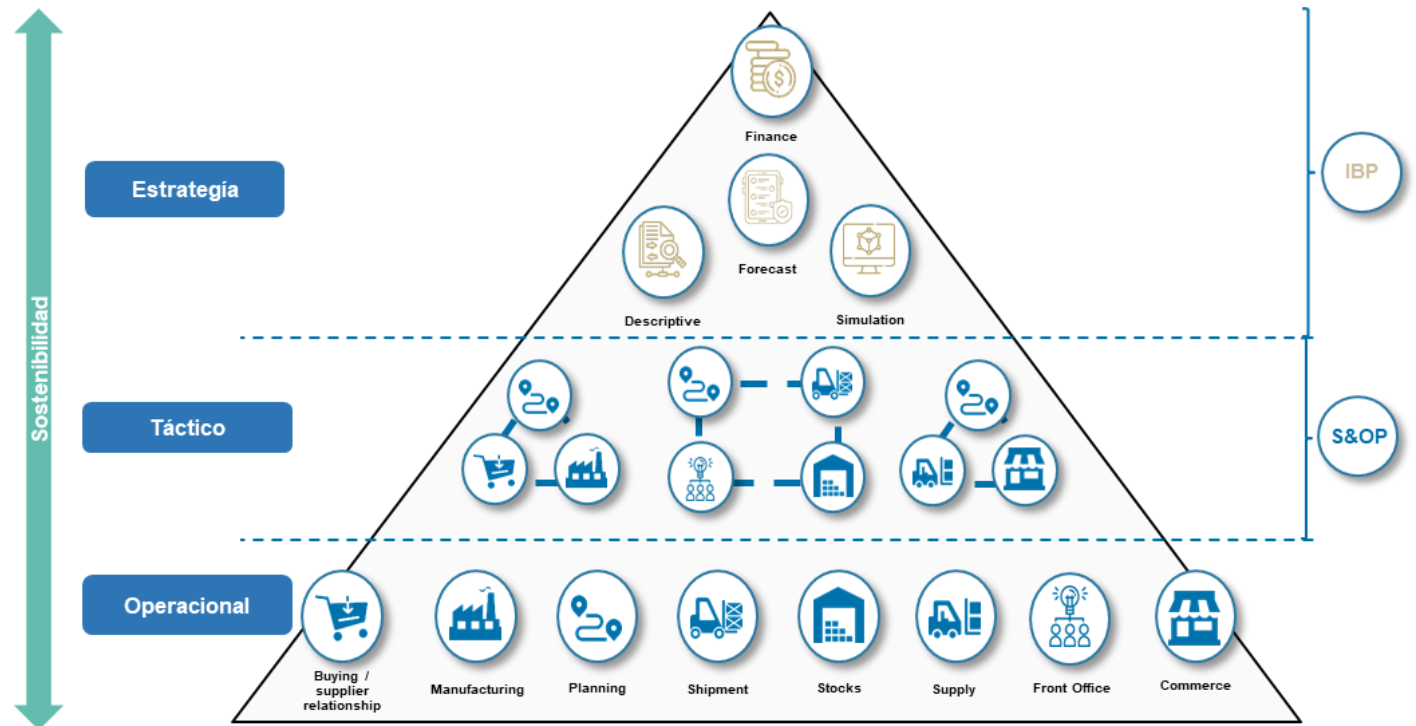 Finance
Estrategía
IBP
Forecast
Descriptive
Simulation
Sostenibilidad
Táctico
S&OP
Operacional
Buying /
supplier
relationship
Manufacturing
Planning
Shipment
Stocks
Supply
Front Office
Commerce